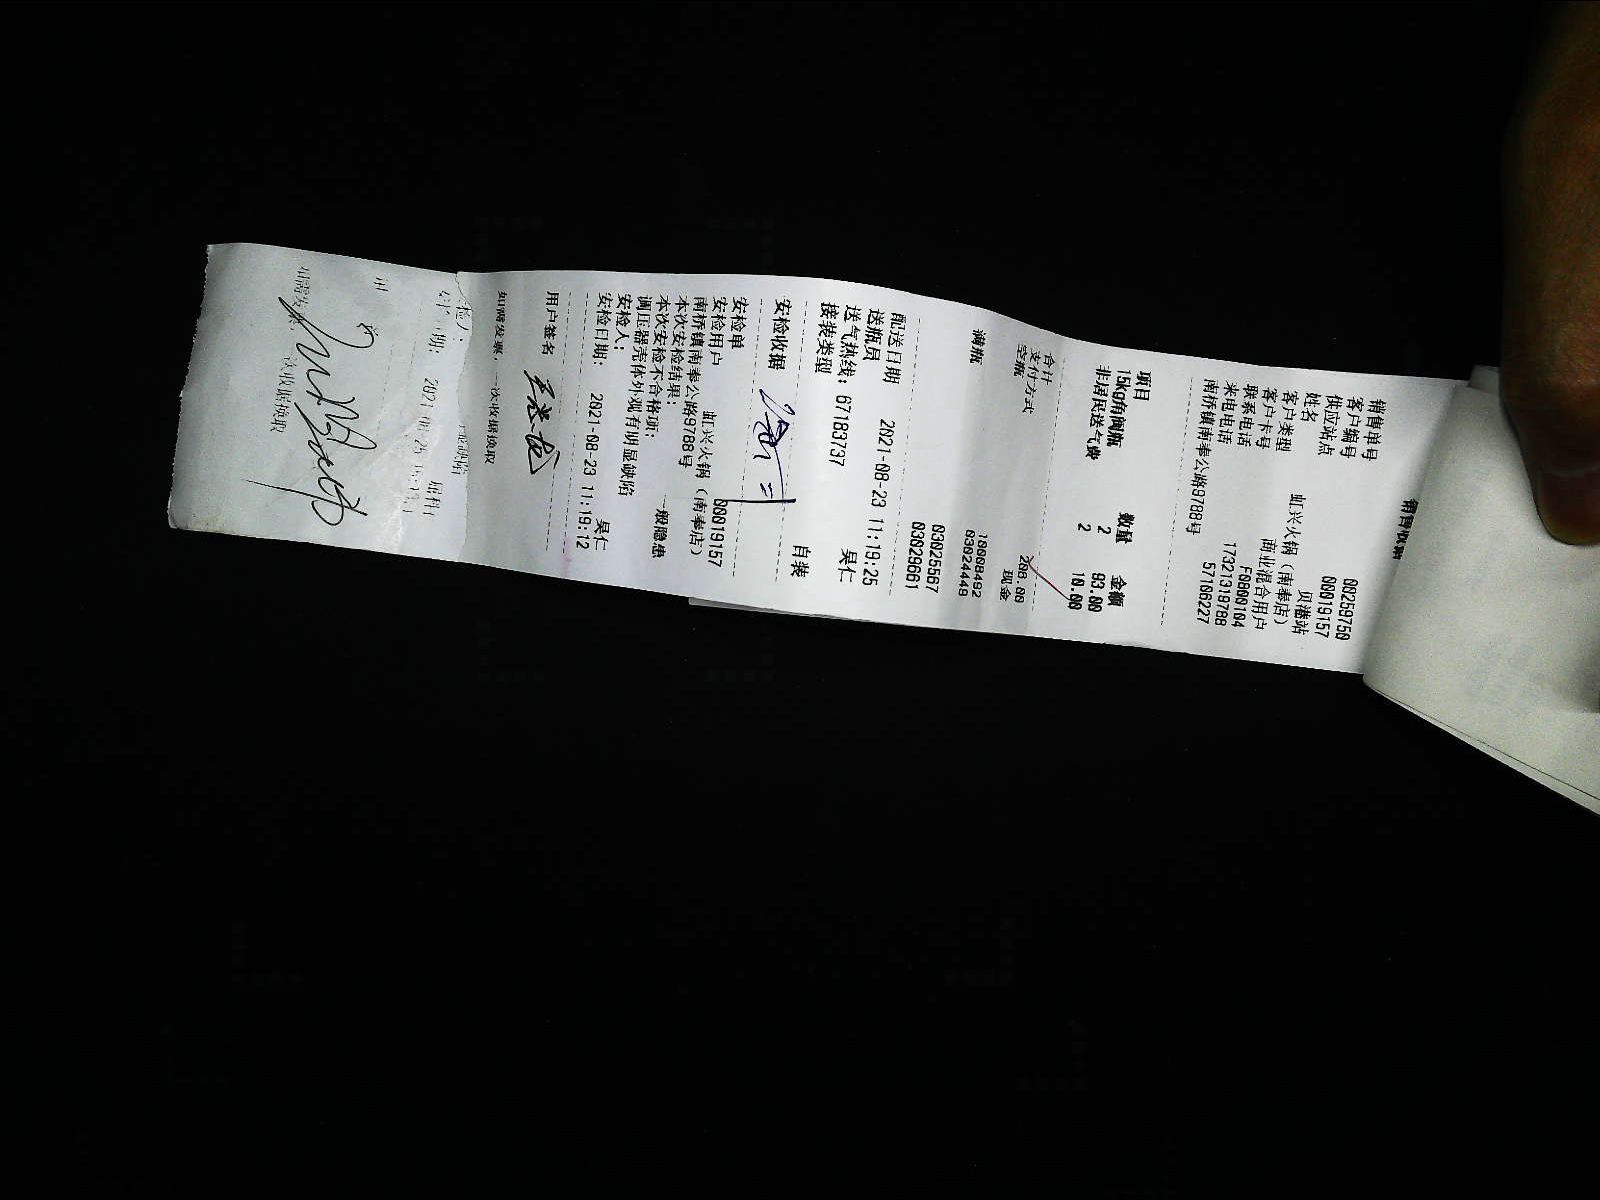 销售收据
销售单号 00259750
客户编号 00019157
供应站点 贝港站
姓名 虹兴火锅（南奉店）
客户类型 商业混合用户
客户卡号 F0800104
联系电话 17321319788
来电电话 57106227
南桥镇南奉公路9788号
项目 数量 金额
15kg角阀瓶 2 93.00
非居民送气费 2 10.00
合计 206.00
支付方式 现金
空瓶 10008492
03024449
满瓶 03025567
03029661
配送日期 2021-08-23 11:19:25
送瓶员 吴仁
送气热线：67183737
接装类型 自装
安检收据
安检单 00019157
安检用户 虹兴火锅（南奉店）
南桥镇南奉公路9788号
本次安检结果： 一般隐患
本次安检不合格项：
调压器壳体外观有明显缺陷
安检人： 吴仁
安检日期： 2021-08-23 11:19:12
用户签名
如需发票，
次收据换取